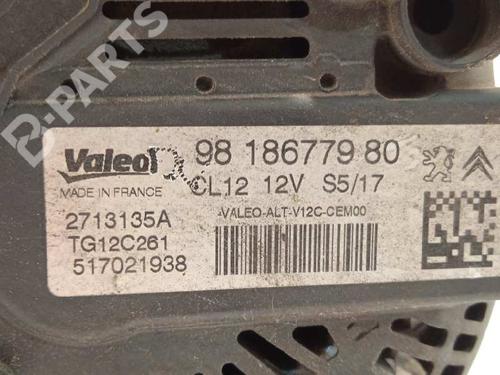 B-PARTS
Valeo
98 186779 80
MADE IN FRANCE
CL12 12V S5/17
2713135A
-VALEO-ALT-V12C-CEM00
TG12C261
517021938